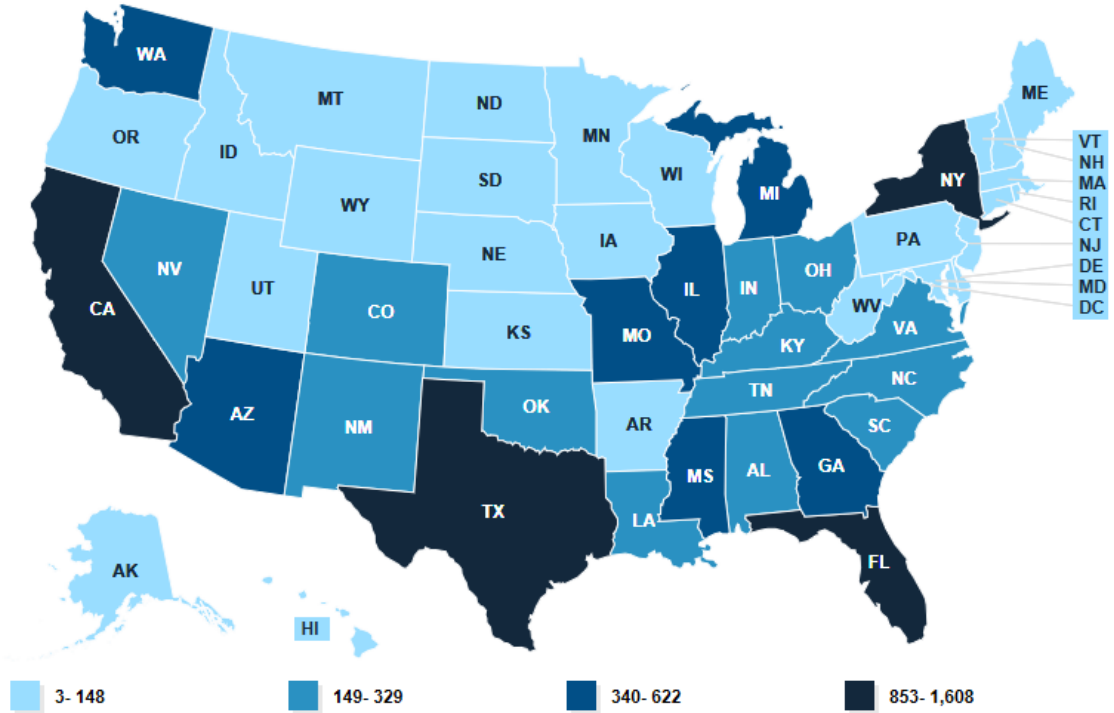 WA
MT
ND
MN
ME
OR
ID
SD
WI
MI
NY
VT
NH
MA
RI
CT
NJ
DE
MD
DC
WY
IA
NE
PA
NV
UT
CO
IL
IN
OH
WV
VA
CA
KS
MO
KY
AZ
NM
OK
AR
TN
NC
SC
MS
AL
GA
TX
LA
FL
AK
HI
3- 148
149- 329
340- 622
853- 1,608